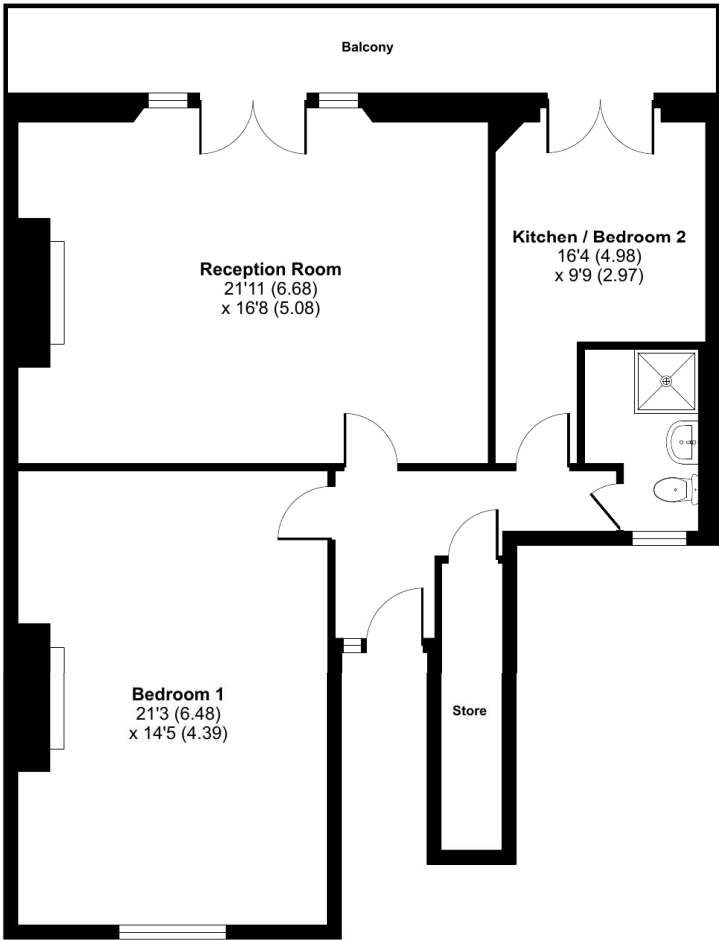 Balcony
Reception Room
21'11 (6.68)
x 16'8 (5.08)
Kitchen / Bedroom 2
16'4 (4.98)
x 9'9 (2.97)
Bedroom 1
21'3 (6.48)
x 14'5 (4.39)
Store